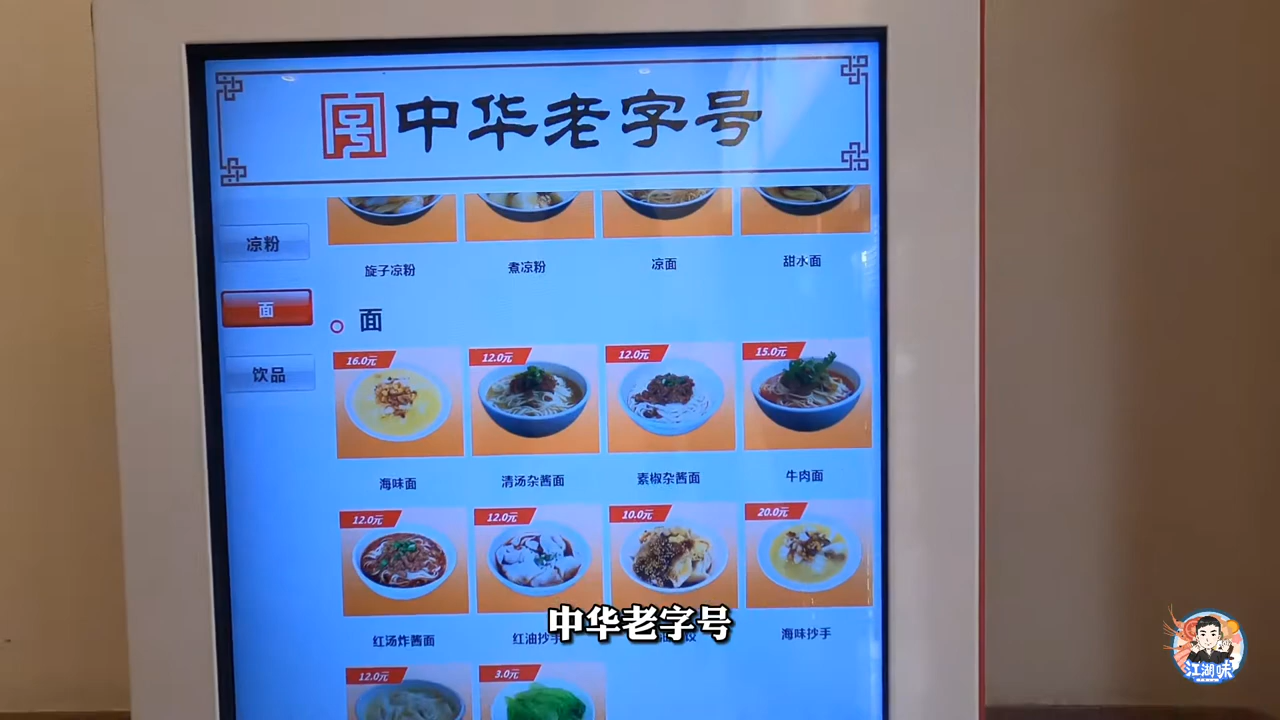 中华老字号
凉粉
面
饮品
旋子凉粉
煮凉粉
凉面
甜水面
面
16.0元
12.0元
12.0元
15.0元
海味面
清汤杂酱面
素椒杂酱面
牛肉面
12.0元
12.0元
10.0元
20.0元
红汤炸酱面
红油抄手
海味抄手
12.0元
3.0元
中华老字号
江湖味